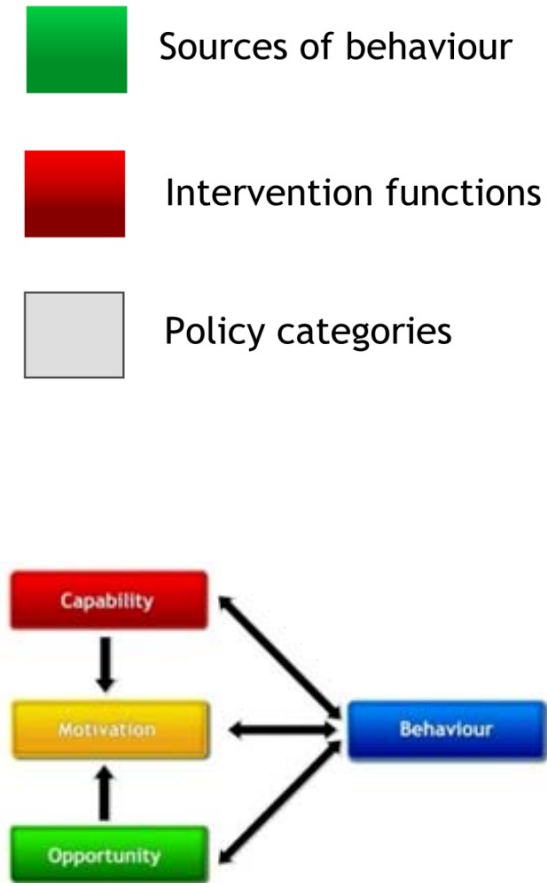 Sources of behaviour
Intervention functions
Policy categories
Capability
Motivation
Behaviour
Opportunity